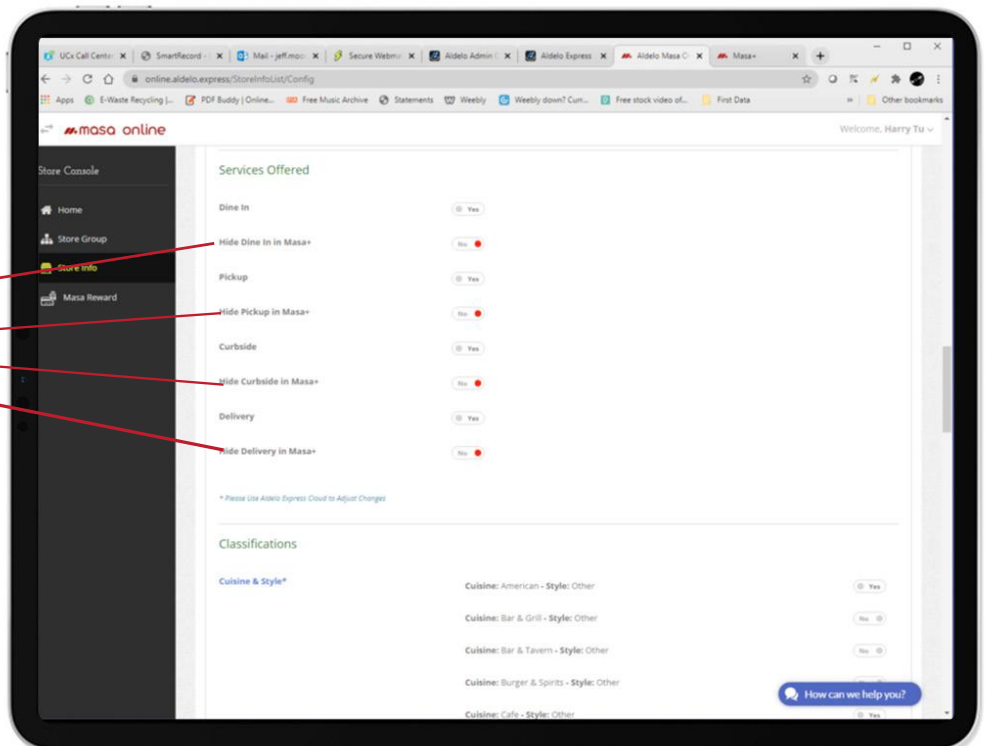 UCx Call Cente
SmartRecord -
Mail - jeff.moo
Secure Webm
Aldelo Admin C
Aldelo Express
Aldelo Masa C
Masa+
online.aldelo.express/StoreInfoList/Config
Apps
E-Waste Recycling |...
PDF Buddy | Online...
Free Music Archive
Statements
Weebly
Weebly down? Curr...
Free stock video of...
First Data
Other bookmarks
masa online
Welcome, Harry Tu
Store Console
Home
Store Group
Store Info
Masa Reward
Services Offered
Dine In Yes
Hide Dine In in Masa+ No
Pickup Yes
Hide Pickup in Masa+ No
Curbside Yes
Hide Curbside in Masa+ No
Delivery Yes
Hide Delivery in Masa+ No
* Please Use Aldelo Express Cloud to Adjust Changes
Classifications
Cuisine & Style*
Cuisine: American - Style: Other Yes
Cuisine: Bar & Grill - Style: Other No
Cuisine: Bar & Tavern - Style: Other No
Cuisine: Burger & Spirits - Style: Other
Cuisine: Cafe - Style: Other Yes
How can we help you?